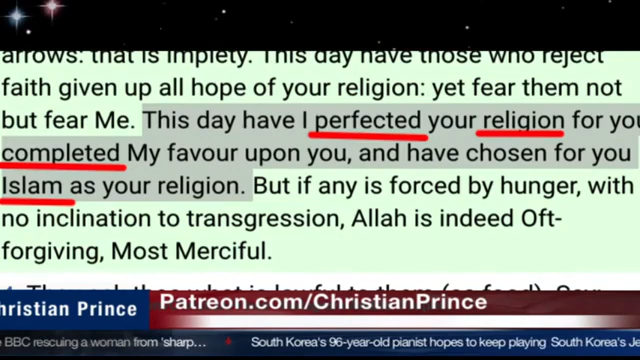 arrows: that is impiety. This day have those who reject
faith given up all hope of your religion: yet fear them not
but fear Me. This day have I perfected your religion for you
completed My favour upon you, and have chosen for you
Islam as your religion. But if any is forced by hunger, with
no inclination to transgression, Allah is indeed Oft-
forgiving, Most Merciful.
Christian Prince
Patreon.com/ChristianPrince
BBC rescuing a woman from 'sharp... South Korea's 96-year-old pianist hopes to keep playing South Korea's